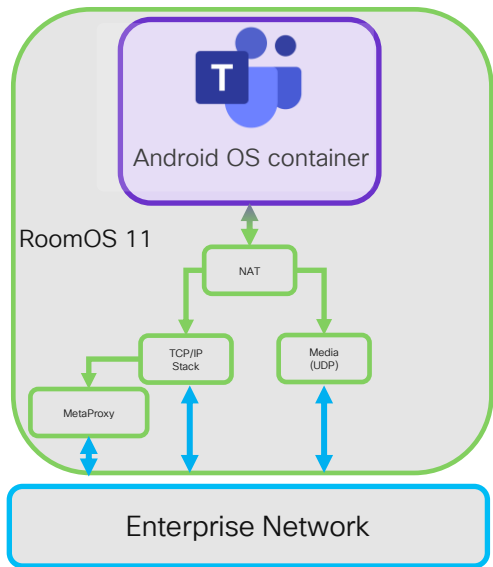 T
Android OS container
RoomOS 11
NAT
TCP/IP
Stack
Media
(UDP)
MetaProxy
Enterprise Network